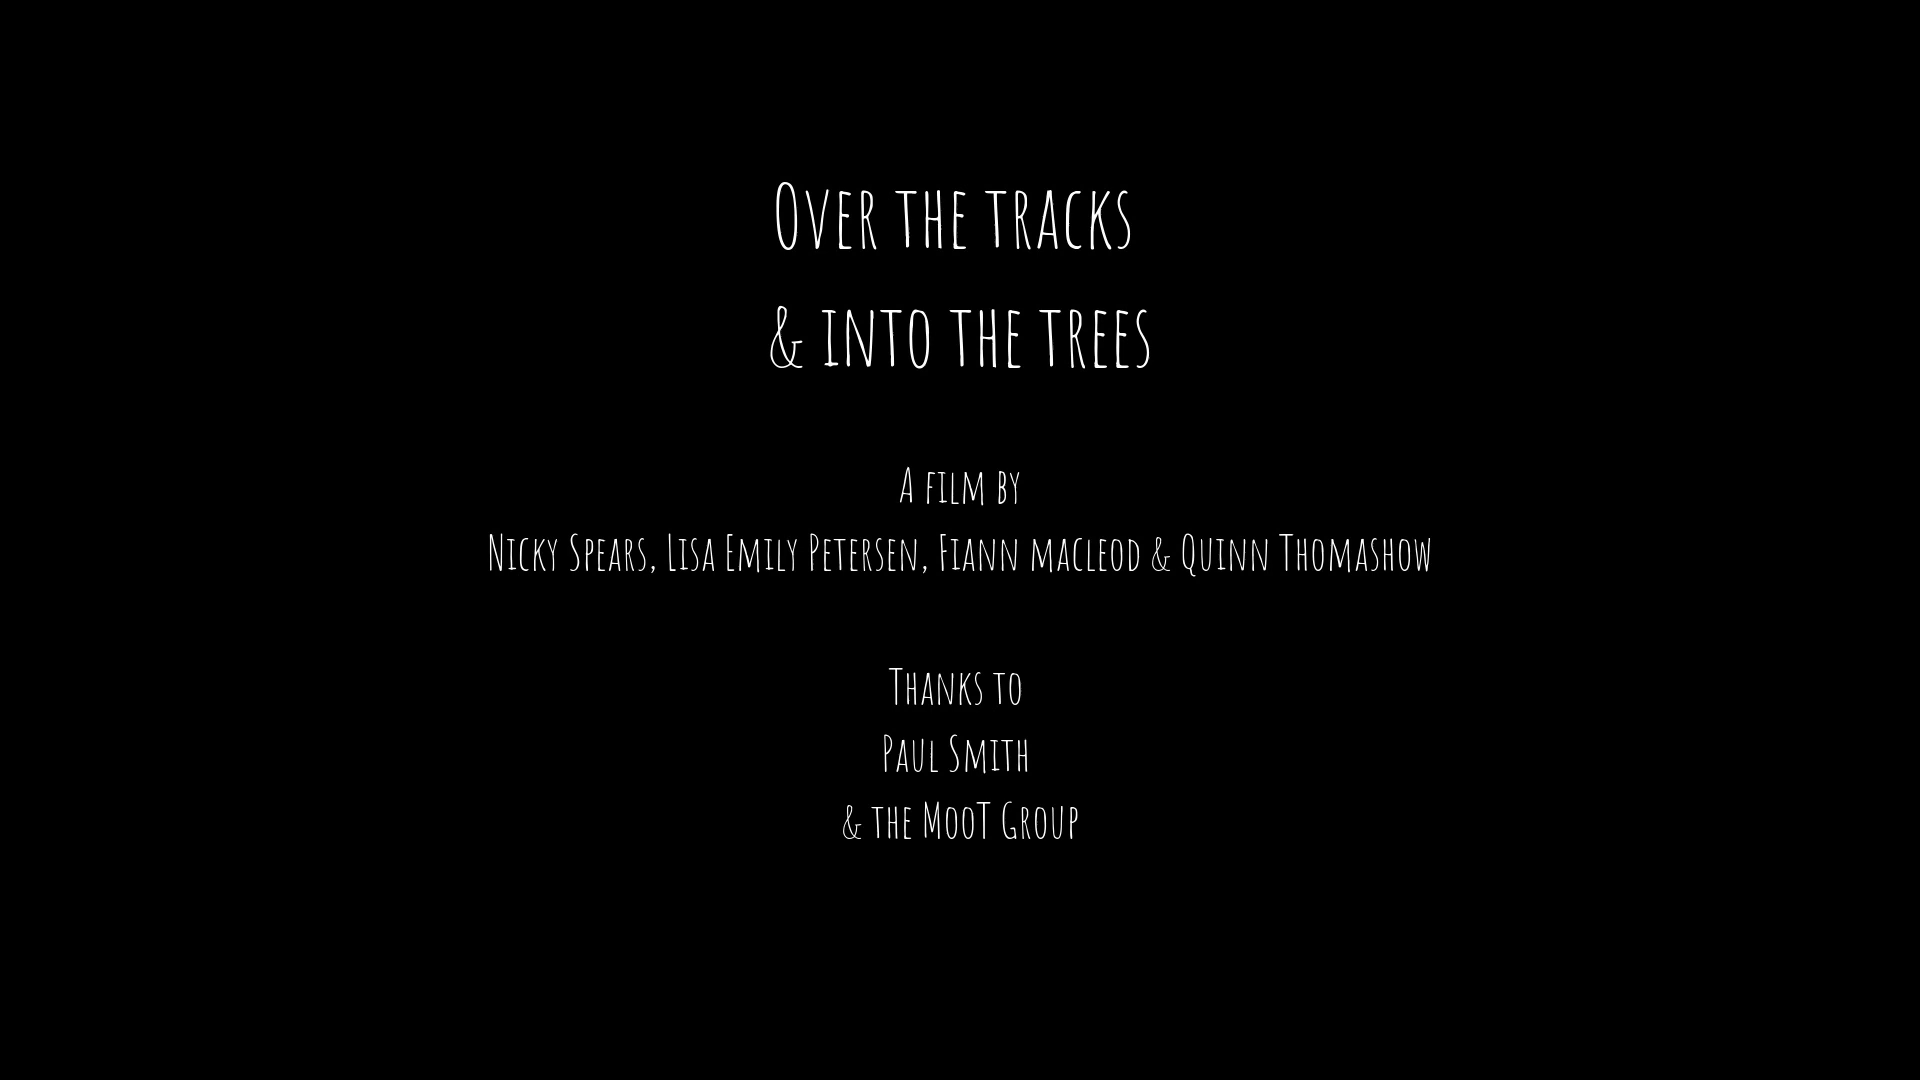 Over the tracks
& into the trees
A film by
Nicky Spears, Lisa Emily Petersen, Fiann macleod & Quinn Thomashow
Thanks to
Paul Smith
& the MooT Group